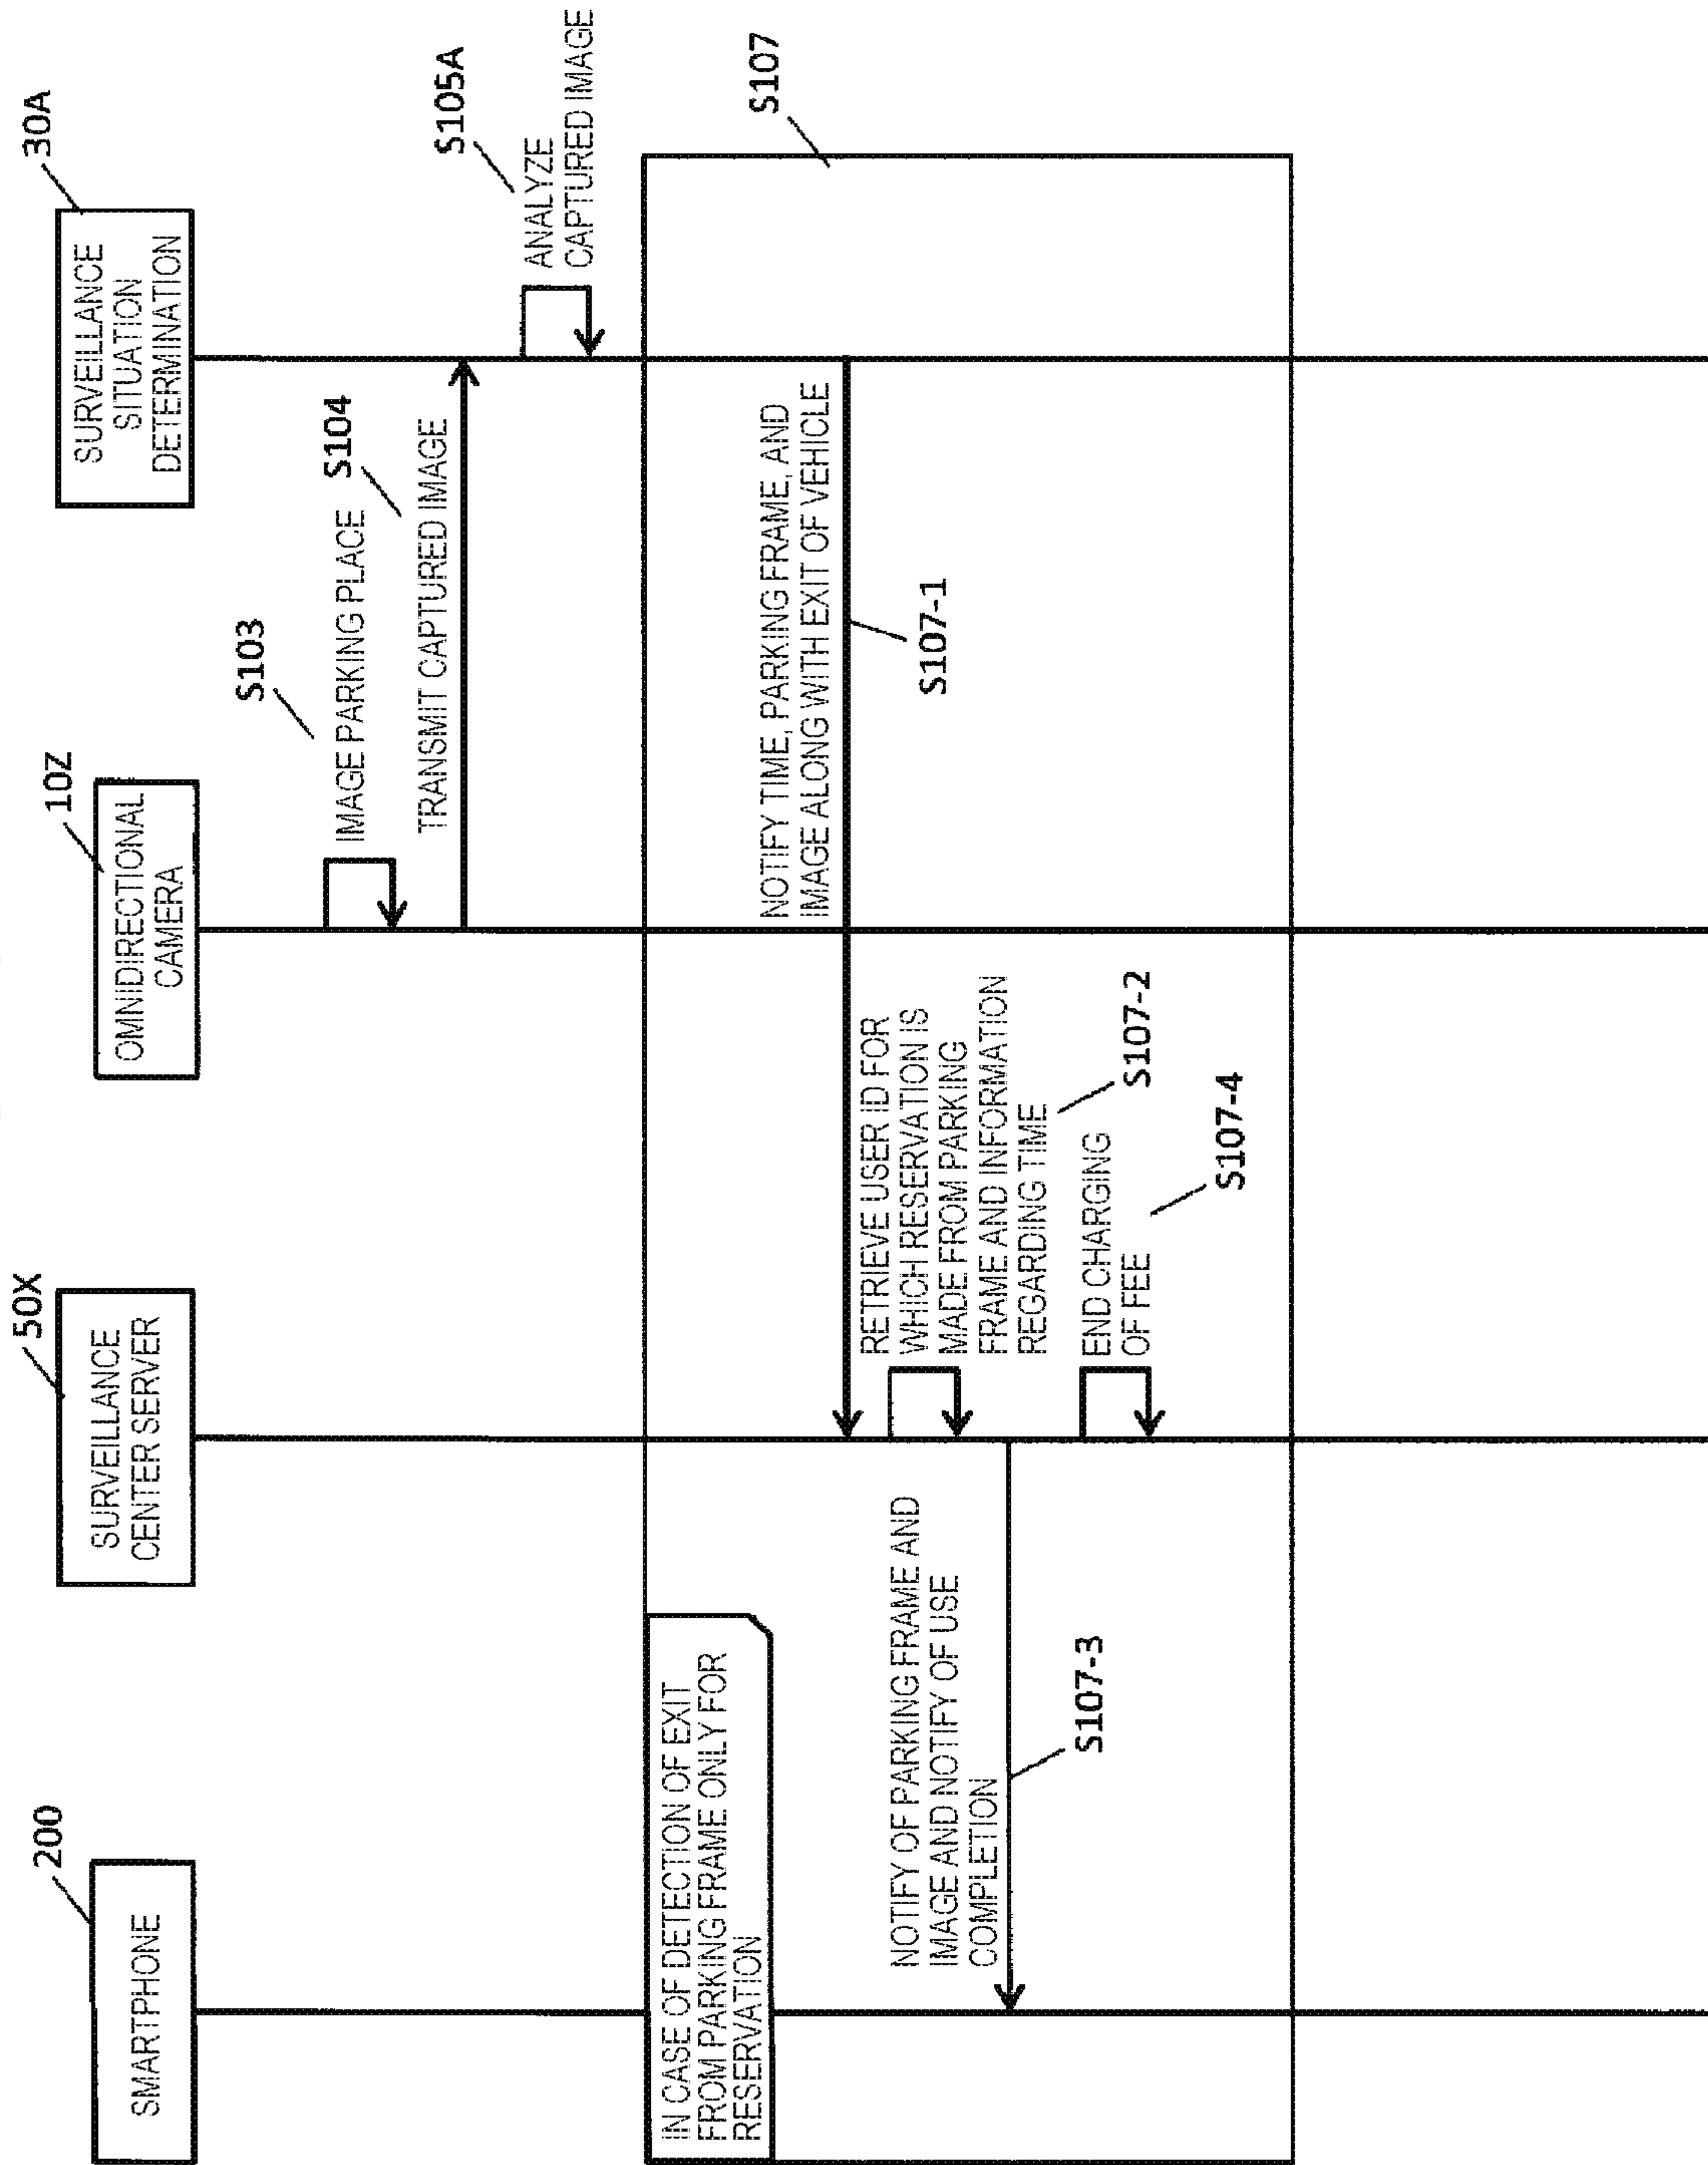 200
SMARTPHONE
50X
SURVEILLANCE
CENTER SERVER
10Z
OMNIDIRECTIONAL
CAMERA
30A
SURVEILLANCE
SITUATION
DETERMINATION
S103
IMAGE PARKING PLACE
S104
TRANSMIT CAPTURED IMAGE
S105A
ANALYZE
CAPTURED IMAGE
S107
IN CASE OF DETECTION OF EXIT
FROM PARKING FRAME ONLY FOR
RESERVATION
NOTIFY TIME, PARKING FRAME, AND
IMAGE ALONG WITH EXIT OF VEHICLE
S107-1
RETRIEVE USER ID FOR
WHICH RESERVATION IS
MADE FROM PARKING
FRAME AND INFORMATION
REGARDING TIME
S107-2
NOTIFY OF PARKING FRAME AND
IMAGE AND NOTIFY OF USE
COMPLETION
S107-3
END CHARGING
OF FEE
S107-4